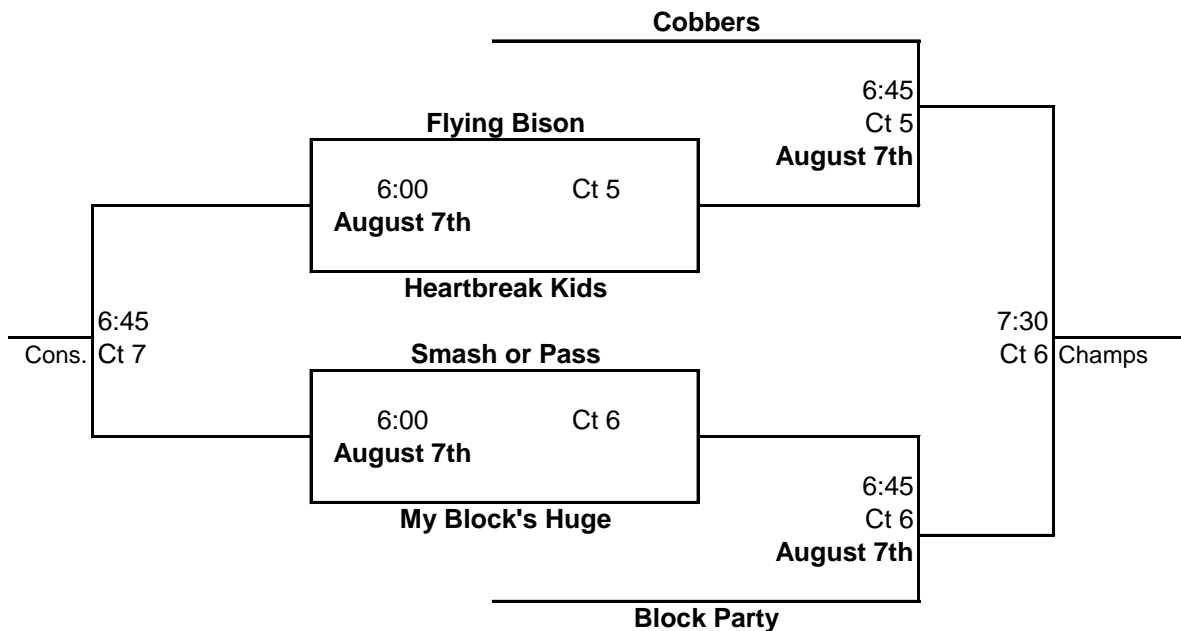 Cobbers
6:45
Ct 5
August 7th
Flying Bison
6:00 Ct 5
August 7th
Heartbreak Kids
6:45
Cons. Ct 7
7:30
Ct 6 Champs
Smash or Pass
6:00 Ct 6
August 7th
My Block's Huge
6:45
Ct 6
August 7th
Block Party